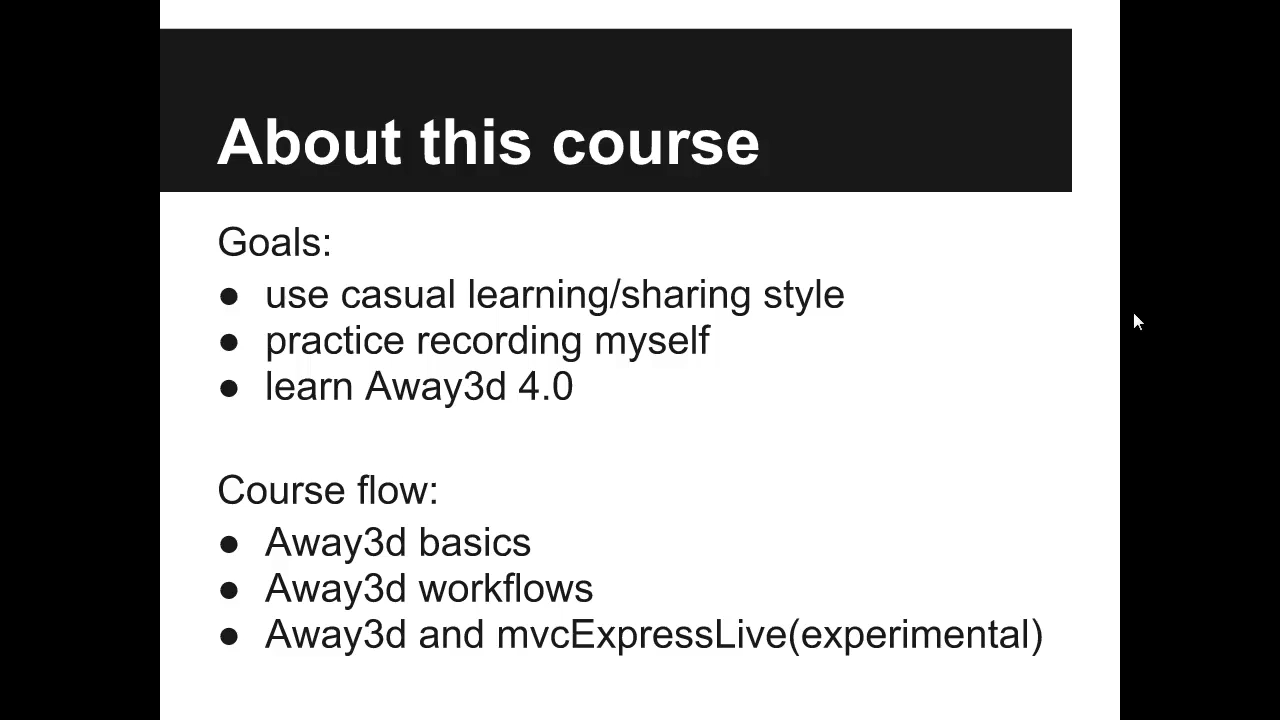 About this course
Goals:
● use casual learning/sharing style
● practice recording myself
● learn Away3d 4.0
Course flow:
● Away3d basics
● Away3d workflows
● Away3d and mvcExpressLive(experimental)